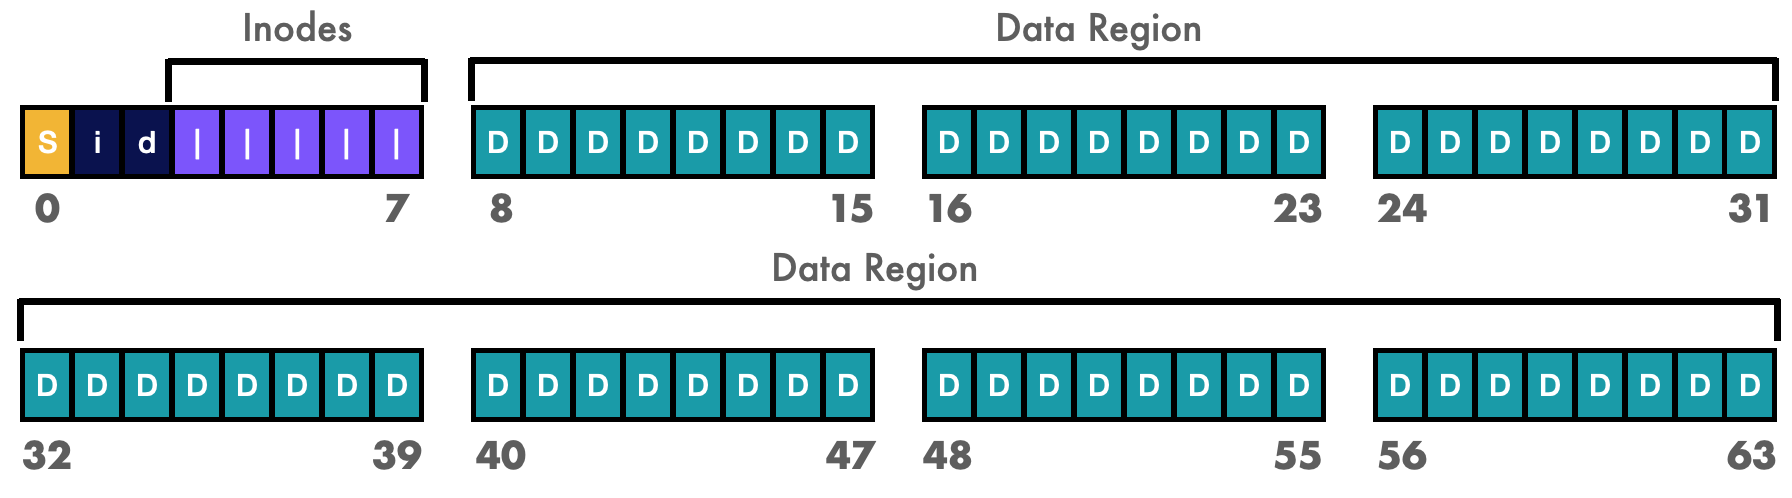 Inodes Data Region
S i d | | | | | D D D D D D D D D D D D D D D D D D D D D D D D
0 7 8 15 16 23 24 31
Data Region
D D D D D D D D D D D D D D D D D D D D D D D D D D D D D D D D
32 39 40 47 48 55 56 63